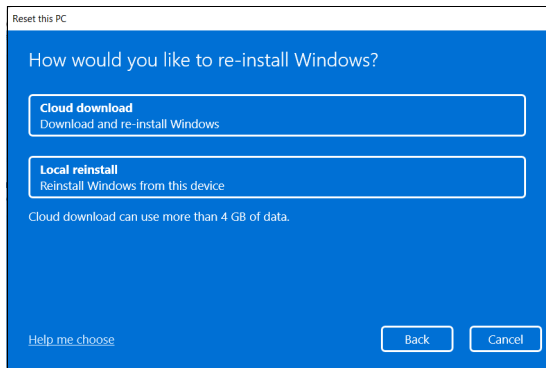 Reset this PC
How would you like to re-install Windows?
Cloud download
Download and re-install Windows
Local reinstall
Reinstall Windows from this device
Cloud download can use more than 4 GB of data.
Help me choose
Back
Cancel